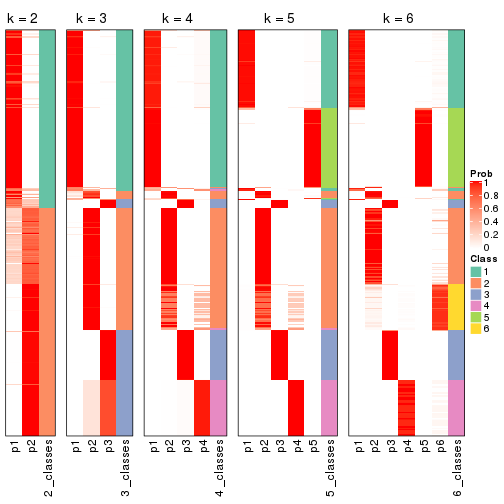 k = 2
k = 3
k = 4
k = 5
k = 6
Prob
1
0.8
0.6
0.4
0.2
0
Class
1
2
3
4
5
6
p1
p2
2_classes
p1
p2
p3
3_classes
p1
p2
p3
p4
4_classes
p1
p2
p3
p4
p5
5_classes
p1
p2
p3
p4
p5
p6
6_classes